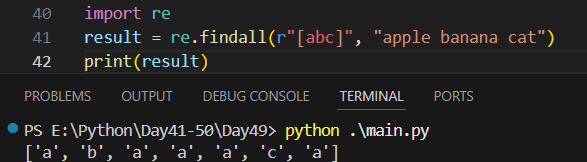 40 import re
41 result = re.findall(r"[abc]", "apple banana cat")
42 print(result)
PROBLEMS OUTPUT DEBUG CONSOLE TERMINAL PORTS
PS E:\Python\Day41-50\Day49> python .\main.py
['a', 'b', 'a', 'a', 'a', 'c', 'a']